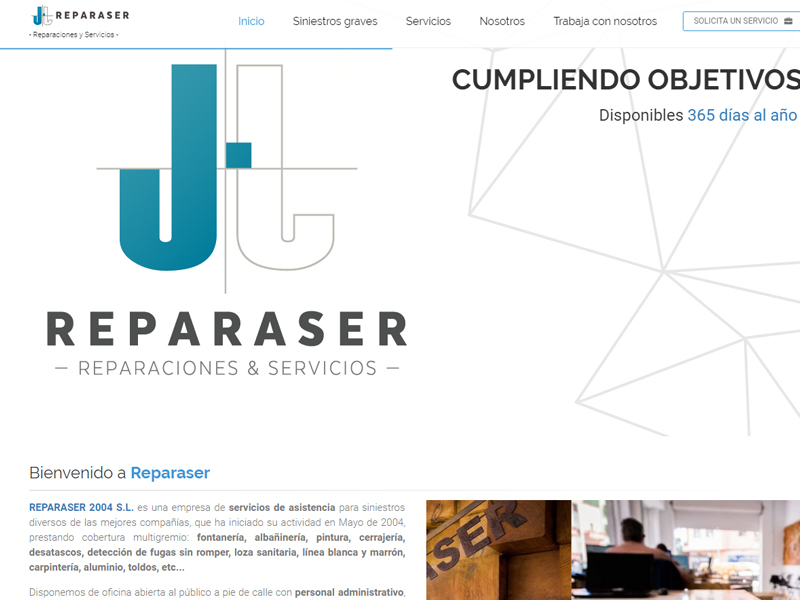 REPARASER
- Reparaciones y Servicios -
Inicio
Siniestros graves
Servicios
Nosotros
Trabaja con nosotros
SOLICITA UN SERVICIO
CUMPLIENDO OBJETIVOS
Disponibles 365 días al año
REPARASER
— REPARACIONES & SERVICIOS —
Bienvenido a Reparaser
REPARASER 2004 S.L. es una empresa de servicios de asistencia para siniestros
diversos de las mejores compañías, que ha iniciado su actividad en Mayo de 2004,
prestando cobertura multigremio: fontanería, albañinería, pintura, cerrajería,
desatascos, detección de fugas sin romper, loza sanitaria, línea blanca y marrón,
carpintería, aluminio, toldos, etc...
Disponemos de oficina abierta al público a pie de calle con personal administrativo,
ASER